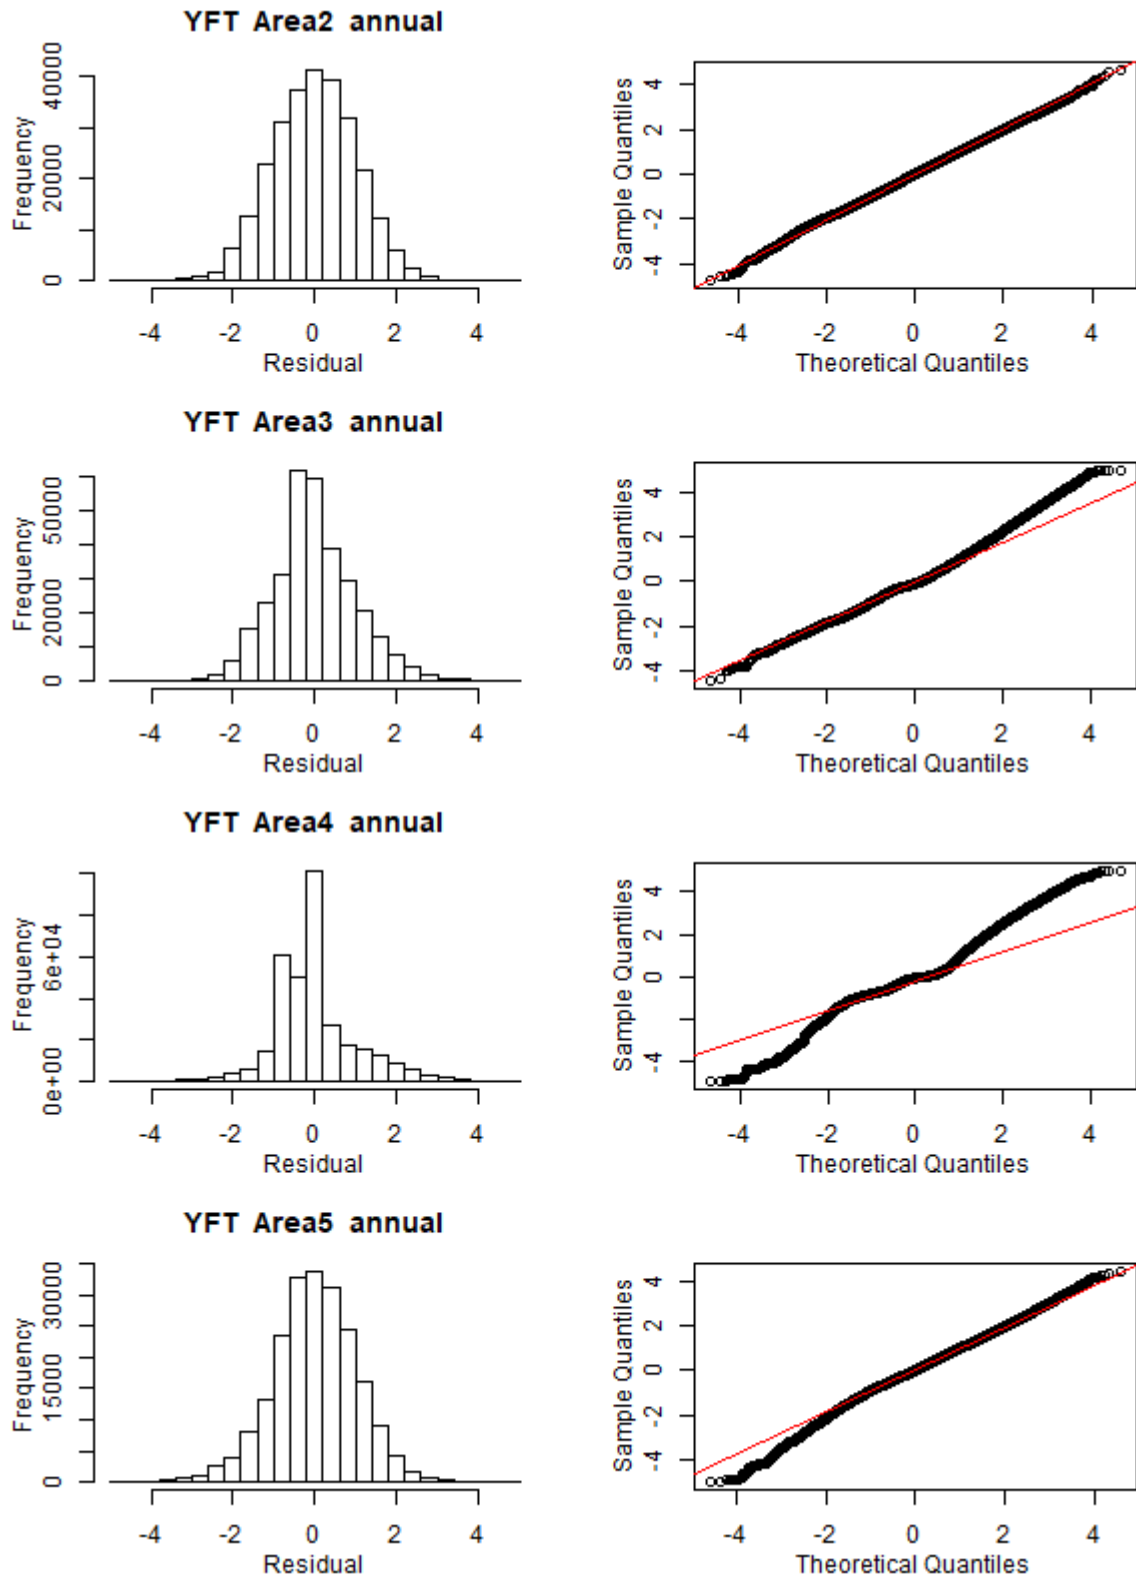 YFT Area2 annual
Frequency
40000
20000
0
-4 -2 0 2 4
Residual
Sample Quantiles
4
2
0
-2
-4
-4 -2 0 2 4
Theoretical Quantiles
YFT Area3 annual
Frequency
50000
20000
0
-4 -2 0 2 4
Residual
Sample Quantiles
4
2
0
-2
-4
-4 -2 0 2 4
Theoretical Quantiles
YFT Area4 annual
Frequency
6e+04
0e+00
-4 -2 0 2 4
Residual
Sample Quantiles
4
2
0
-4
-4 -2 0 2 4
Theoretical Quantiles
YFT Area5 annual
Frequency
30000
15000
0
-4 -2 0 2 4
Residual
Sample Quantiles
4
2
0
-2
-4
-4 -2 0 2 4
Theoretical Quantiles